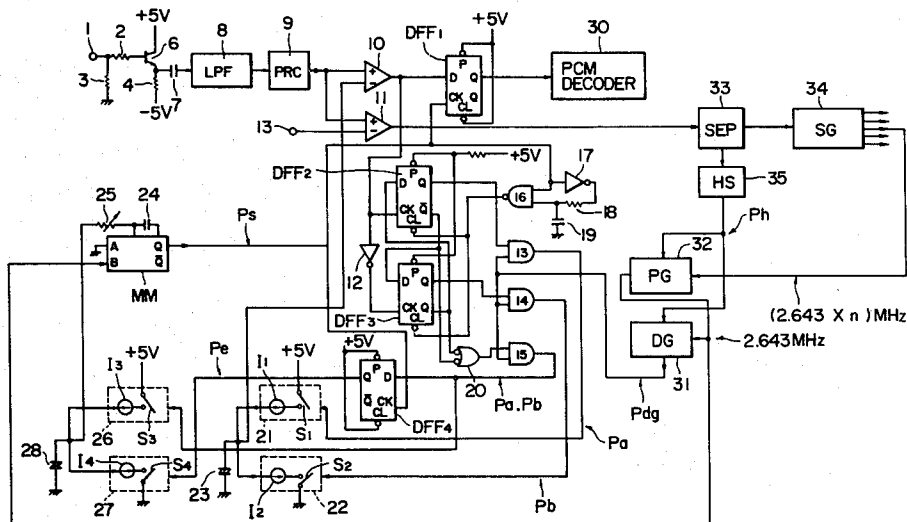 1
2
+5V
6
3
4
-5V
7
8
LPF
9
PRC
10
11
13
DFF1
+5V
P
D Q
CK Q
CL
30
PCM
DECODER
33
SEP
34
SG
HS
35
Ph
32
PG
(2.643 X n) MHz
2.643 MHz
DG
31
Pdg
DFF2
+5V
P
D Q
CK Q̅
CL
16
17
18
19
12
P
D Q
CK Q
CL
DFF3
13
14
15
20
Pa.Pb
Pa
Pb
25
24
Ps
A Q
B Q̅
MM
+5V
P
Q D
Q̅ CK
CL
DFF4
Pe
+5V
I3
26
S3
28
I4
S4
27
+5V
I1
21
S1
23
I2
S2
22